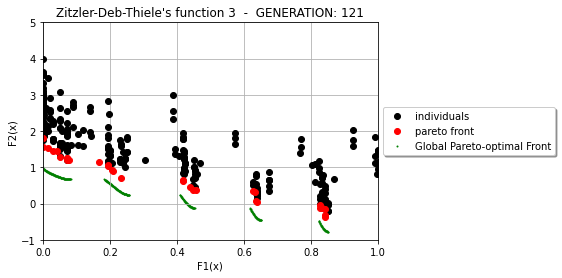 Zitzler-Deb-Thiele's function 3 - GENERATION: 121
5
4
3
2
1
0
−1
F2(x)
0.0 0.2 0.4 0.6 0.8 1.0
F1(x)
individuals
pareto front
Global Pareto-optimal Front